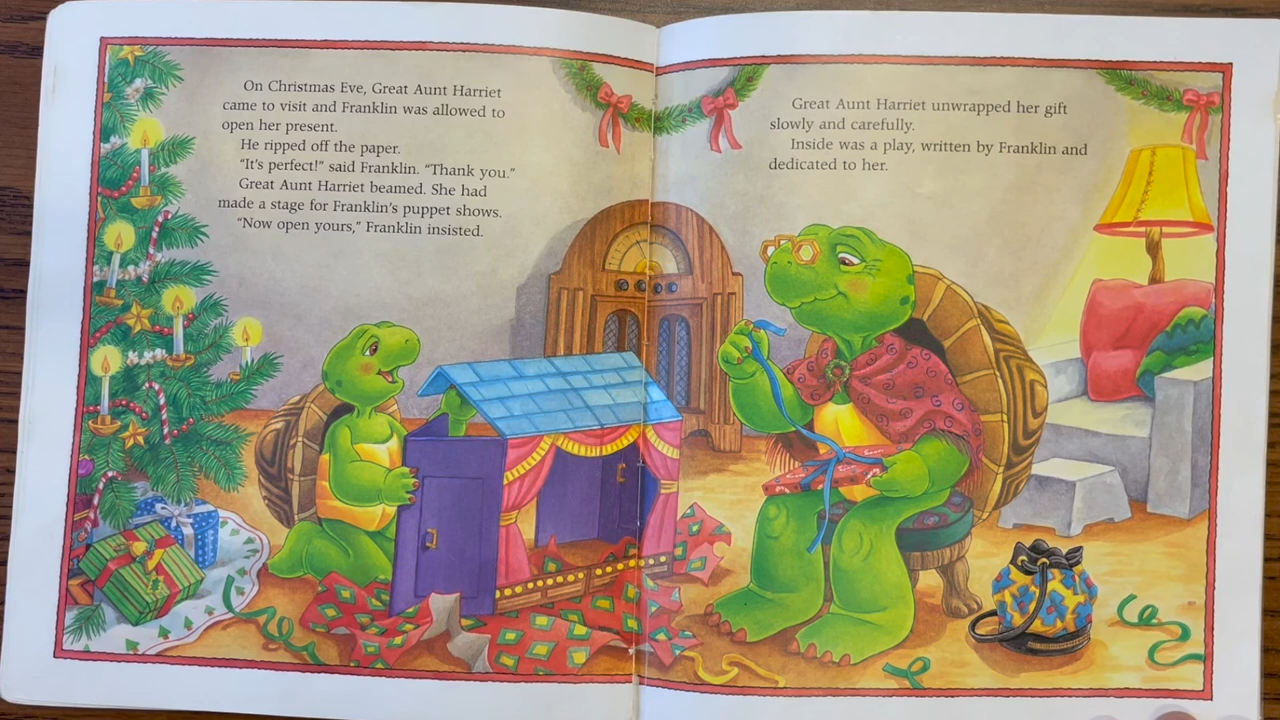 On Christmas Eve, Great Aunt Harriet
came to visit and Franklin was allowed to
open her present.
He ripped off the paper.
“It’s perfect!” said Franklin. “Thank you.”
Great Aunt Harriet beamed. She had
made a stage for Franklin’s puppet shows.
“Now open yours,” Franklin insisted.
Great Aunt Harriet unwrapped her gift
slowly and carefully.
Inside was a play, written by Franklin and
dedicated to her.